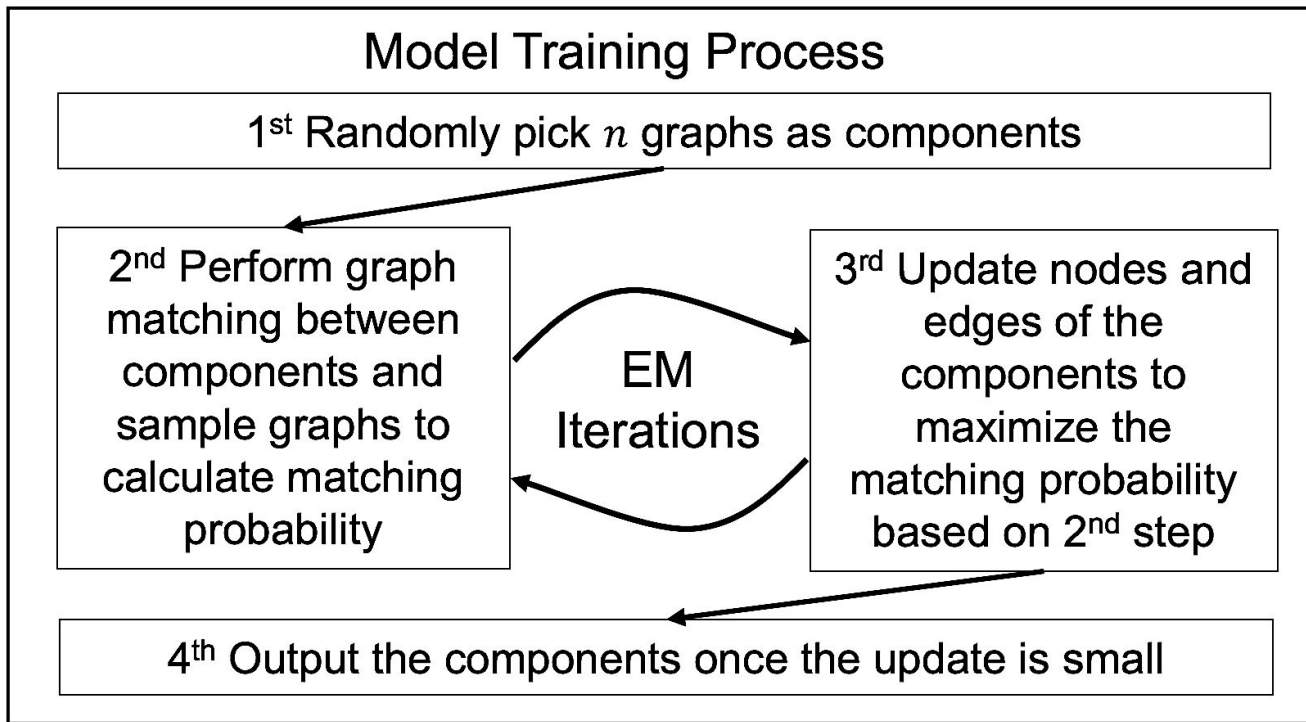 Model Training Process
1st Randomly pick n graphs as components
2nd Perform graph
matching between
components and
sample graphs to
calculate matching
probability
EM
Iterations
3rd Update nodes and
edges of the
components to
maximize the
matching probability
based on 2nd step
4th Output the components once the update is small